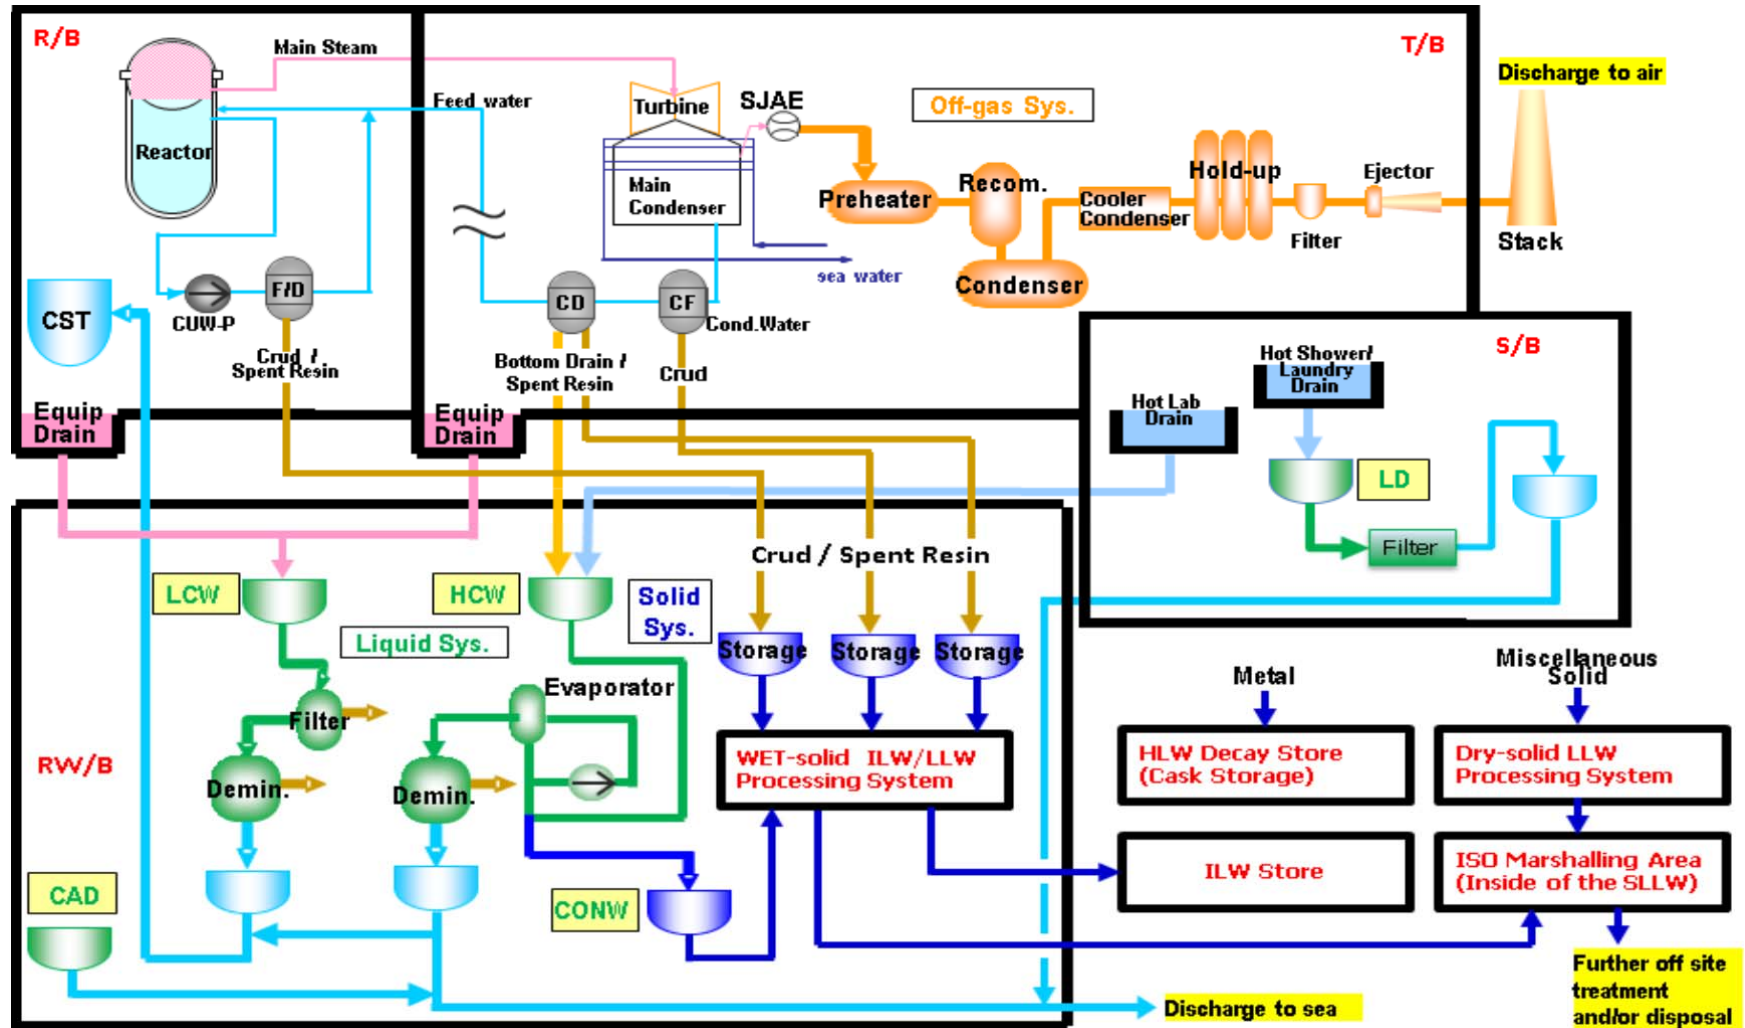 R/B
Main Steam
T/B
Discharge to air
Feed water
Turbine
SJAE
Off-gas Sys.
Reactor
Main
Condenser
Preheater
Recom.
Cooler
Condenser
Hold-up
Ejector
Filter
Stack
Condenser
sea water
CST
CUW-P
F/D
CD
CF
Cond.Water
Crud /
Spent Resin
Bottom Drain /
Spent Resin
Crud
S/B
Hot Shower/
Laundry
Drain
Hot Lab
Drain
Equip
Drain
Equip
Drain
LD
Filter
Crud / Spent Resin
LCW
HCW
Solid
Sys.
Liquid Sys.
Storage
Storage
Storage
Evaporator
Filter
Demin.
Demin.
RW/B
WET-solid ILW/LLW
Processing System
Metal
Miscellaneous
Solid
HLW Decay Store
(Cask Storage)
Dry-solid LLW
Processing System
ILW Store
ISO Marshalling Area
(Inside of the SLLW)
CAD
CONW
Discharge to sea
Further off site
treatment
and/or disposal